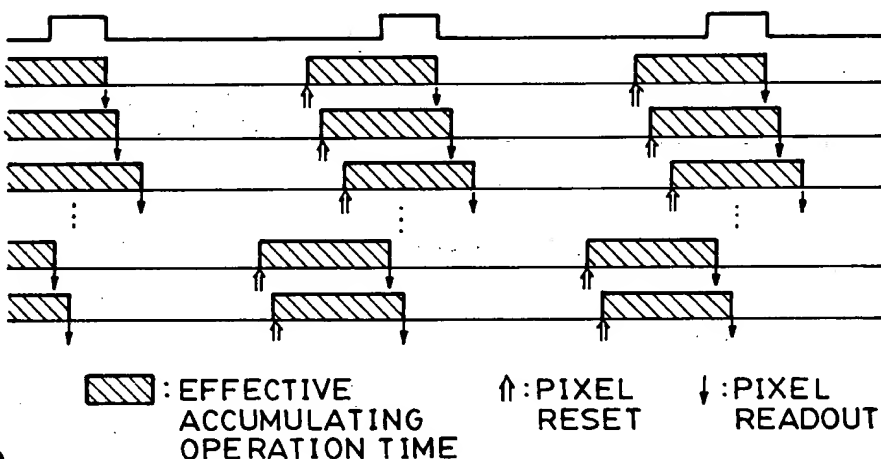 : EFFECTIVE ACCUMULATING OPERATION TIME
⇑ : PIXEL RESET
↓ : PIXEL READOUT